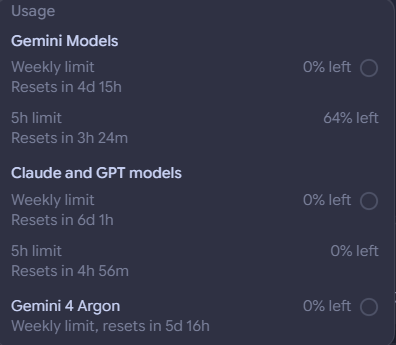 Usage
Gemini Models
Weekly limit 0% left
Resets in 4d 15h
5h limit 64% left
Resets in 3h 24m
Claude and GPT models
Weekly limit 0% left
Resets in 6d 1h
5h limit 0% left
Resets in 4h 56m
Gemini 4 Argon 0% left
Weekly limit, resets in 5d 16h